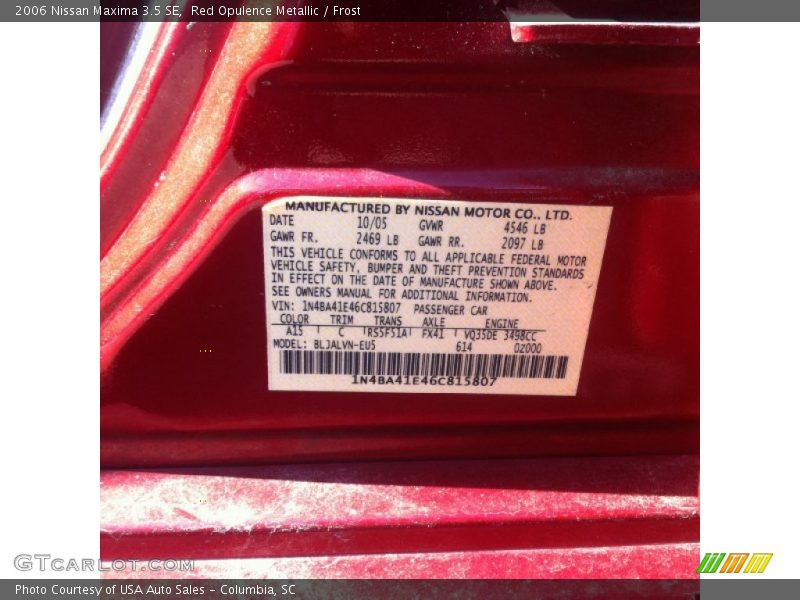 2006 Nissan Maxima 3.5 SE,  Red Opulence Metallic / Frost
MANUFACTURED BY NISSAN MOTOR CO., LTD.
DATE 10/05 GVWR 4546 LB
GAWR FR. 2469 LB GAWR RR. 2097 LB
THIS VEHICLE CONFORMS TO ALL APPLICABLE FEDERAL MOTOR
VEHICLE SAFETY, BUMPER AND THEFT PREVENTION STANDARDS
IN EFFECT ON THE DATE OF MANUFACTURE SHOWN ABOVE.
SEE OWNERS MANUAL FOR ADDITIONAL INFORMATION.
VIN: 1N4BA41E46C815807 PASSENGER CAR
COLOR TRIM TRANS AXLE ENGINE
A15 C RS5F51A FX41 VQ35DE 3498CC
MODEL: BLJALVN-EU5 614 0Z000
1N4BA41E46C815807
GTCarLot.com
Photo Courtesy of USA Auto Sales - Columbia, SC